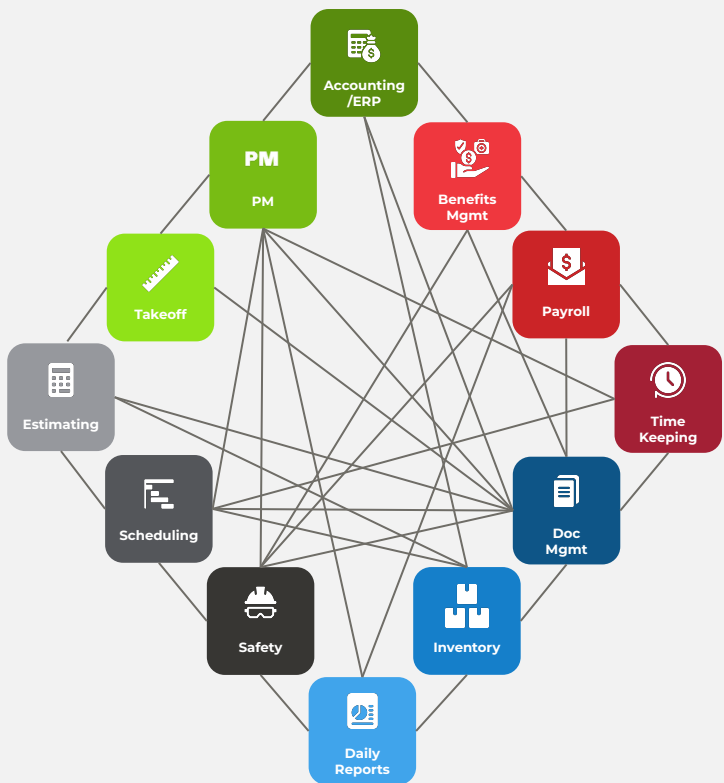 Accounting
/ERP
PM
PM
Benefits
Mgmt
Takeoff
$
Payroll
Estimating
Time
Keeping
Scheduling
Doc
Mgmt
Safety
Inventory
Daily
Reports